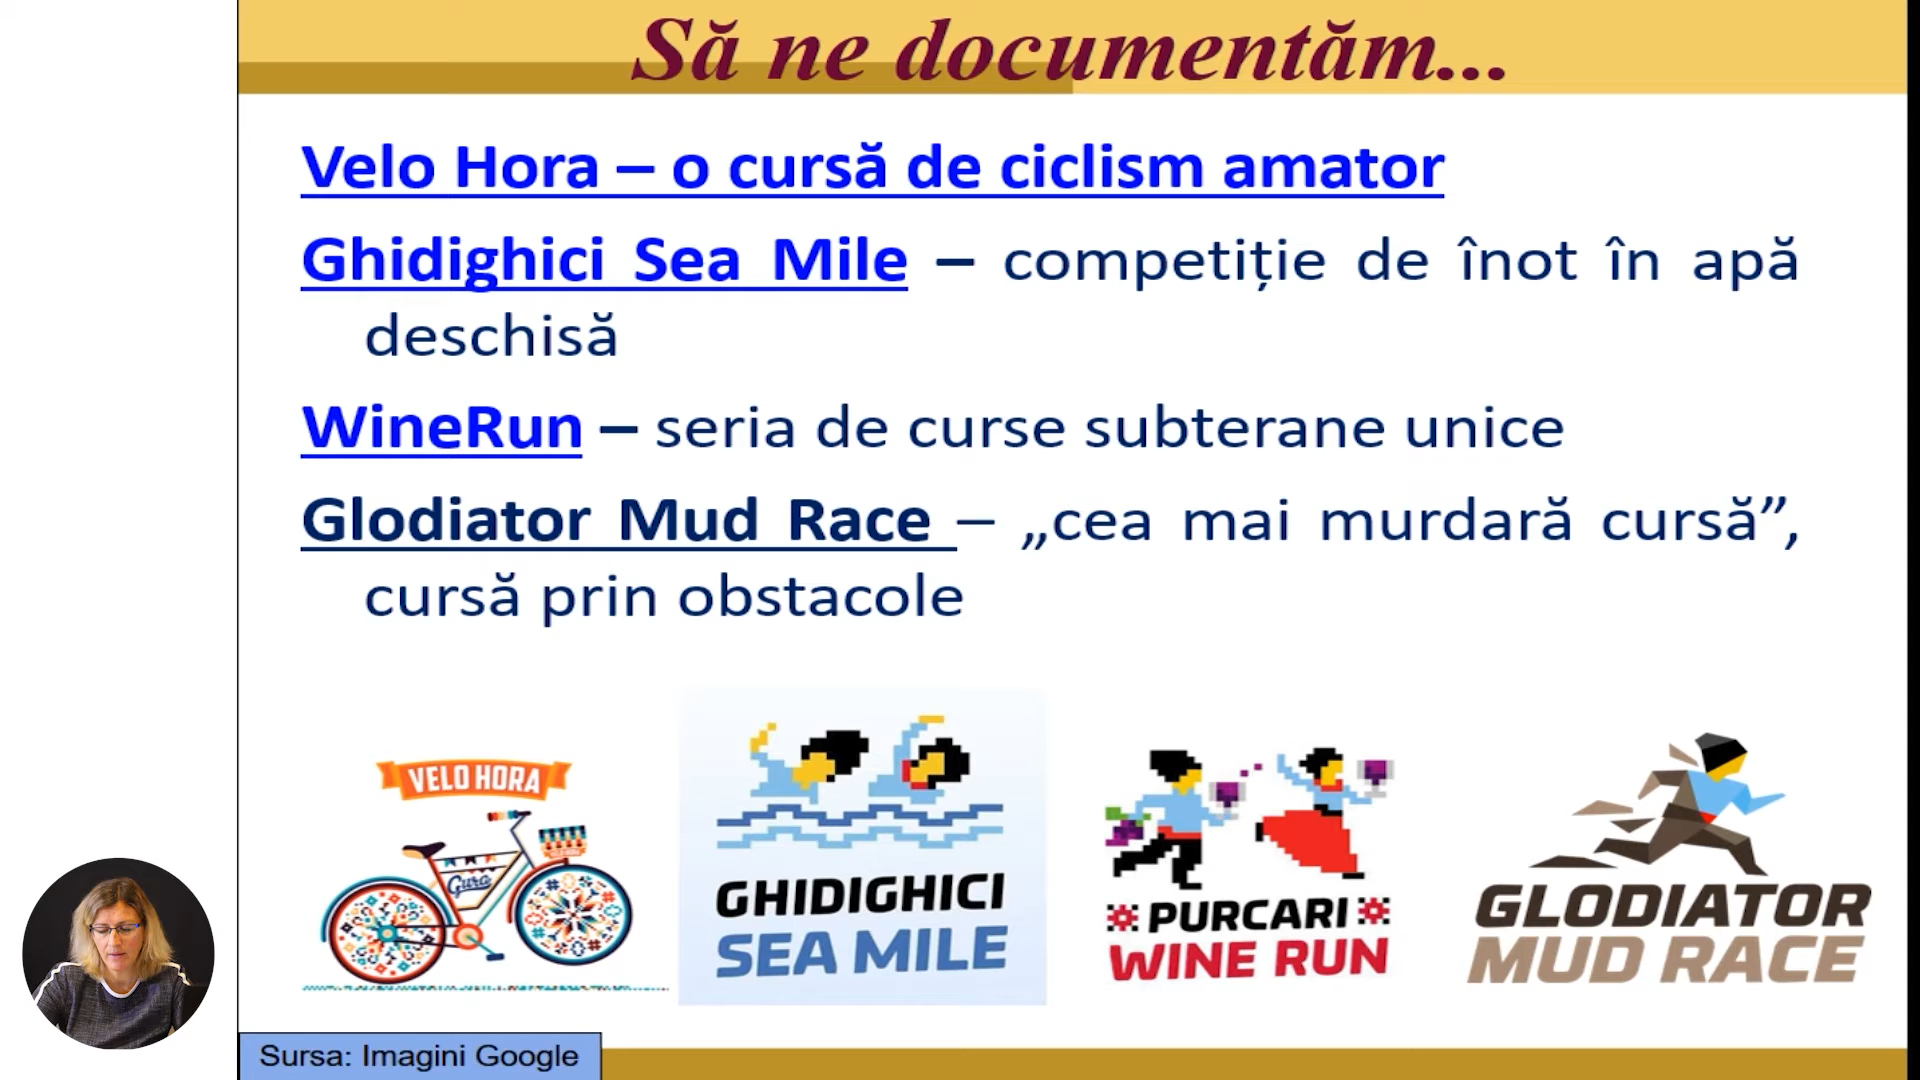 Să ne documentăm...
Velo Hora – o cursă de ciclism amator
Ghidighici Sea Mile – competiție de înot în apă
deschisă
WineRun – seria de curse subterane unice
Glodiator Mud Race – „cea mai murdară cursă”,
cursă prin obstacole
VELO HORA
Gura
GHIDIGHICI
SEA MILE
PURCARI
WINE RUN
GLODIATOR
MUD RACE
Sursa: Imagini Google